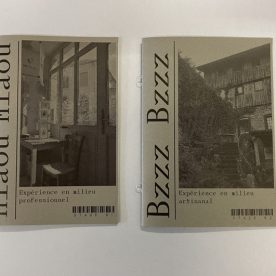 miaou Miaou
Expérience en milieu
professionnel
Bzzz Bzzz
Expérience en milieu
artisanal